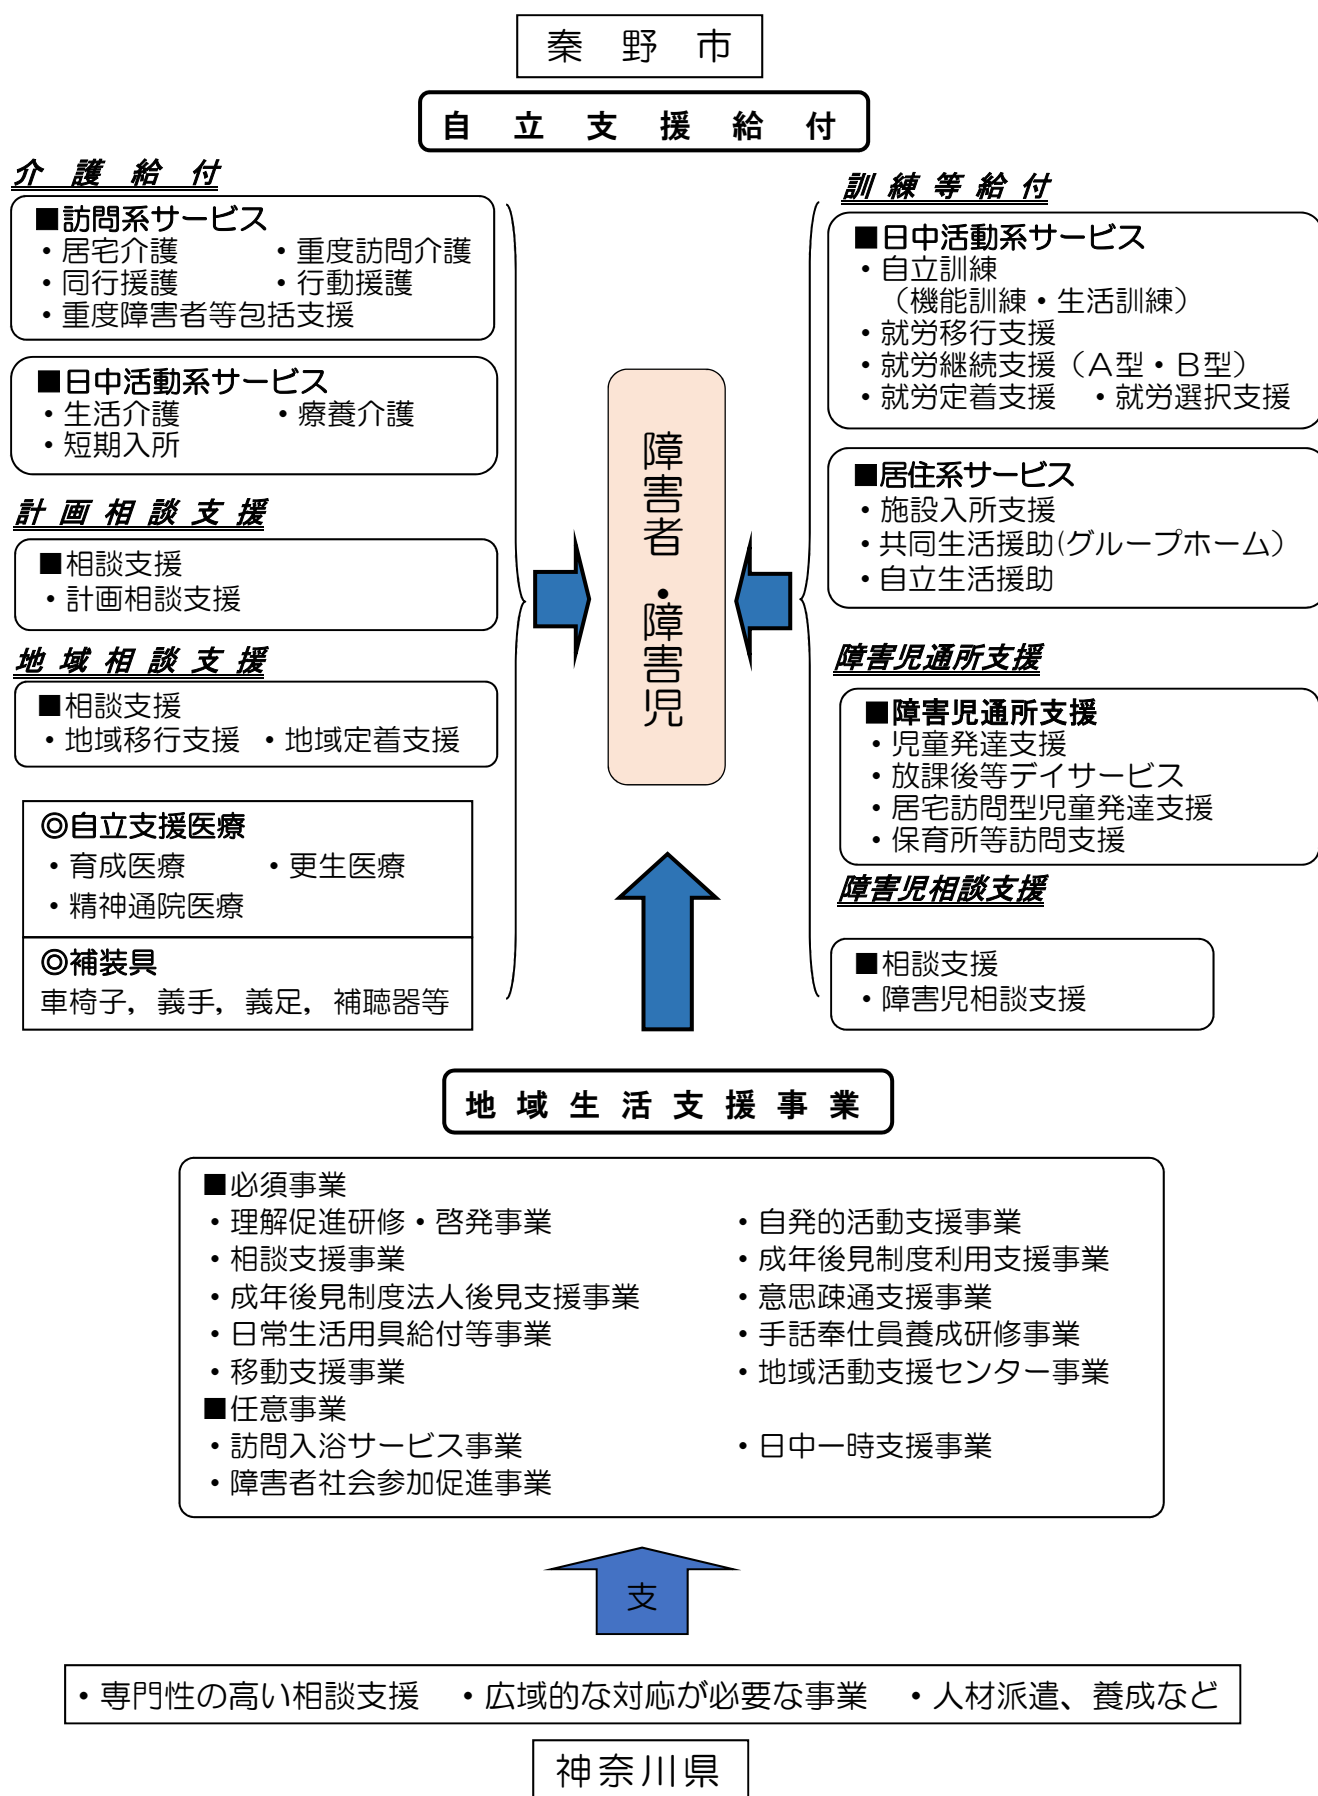 秦　野　市
自　立　支　援　給　付
介　護　給　付
■訪問系サービス
・居宅介護　　・重度訪問介護
・同行援護　　・行動援護
・重度障害者等包括支援
■日中活動系サービス
・生活介護　　・療養介護
・短期入所
計 画 相 談 支 援
■相談支援
・計画相談支援
地 域 相 談 支 援
■相談支援
・地域移行支援　・地域定着支援
◎自立支援医療
・育成医療　　・更生医療
・精神通院医療
◎補装具
車椅子，義手，義足，補聴器等
障害者・障害児
訓 練 等 給 付
■日中活動系サービス
・自立訓練
（機能訓練・生活訓練）
・就労移行支援
・就労継続支援（A型・B型）
・就労定着支援　・就労選択支援
■居住系サービス
・施設入所支援
・共同生活援助(グループホーム）
・自立生活援助
障害児通所支援
■障害児通所支援
・児童発達支援
・放課後等デイサービス
・居宅訪問型児童発達支援
・保育所等訪問支援
障害児相談支援
■相談支援
・障害児相談支援
地 域 生 活 支 援 事 業
■必須事業
・理解促進研修・啓発事業　　・自発的活動支援事業
・相談支援事業　　・成年後見制度利用支援事業
・成年後見制度法人後見支援事業　　・意思疎通支援事業
・日常生活用具給付等事業　　・手話奉仕員養成研修事業
・移動支援事業　　・地域活動支援センター事業
■任意事業
・訪問入浴サービス事業　　・日中一時支援事業
・障害者社会参加促進事業
支
・専門性の高い相談支援　・広域的な対応が必要な事業　・人材派遣、養成など
神奈川県